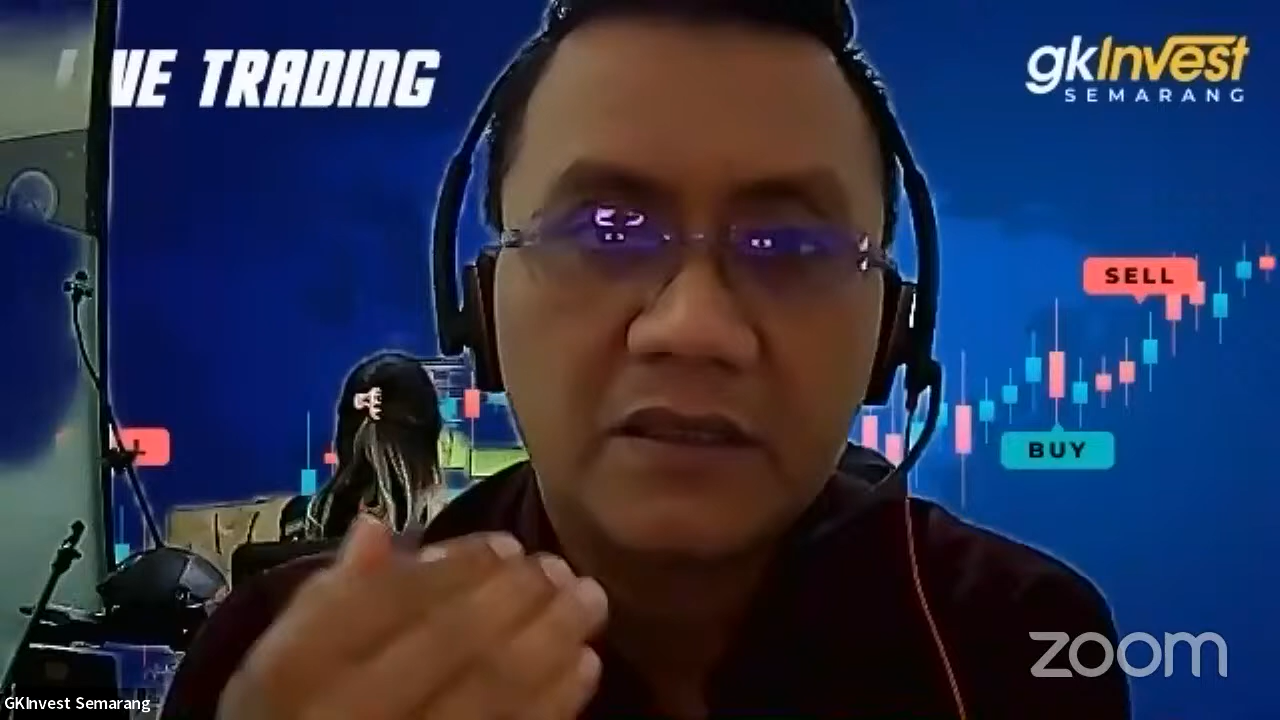 VE TRADING
gkInvest
SEMARANG
SELL
BUY
zoom
GKInvest Semarang